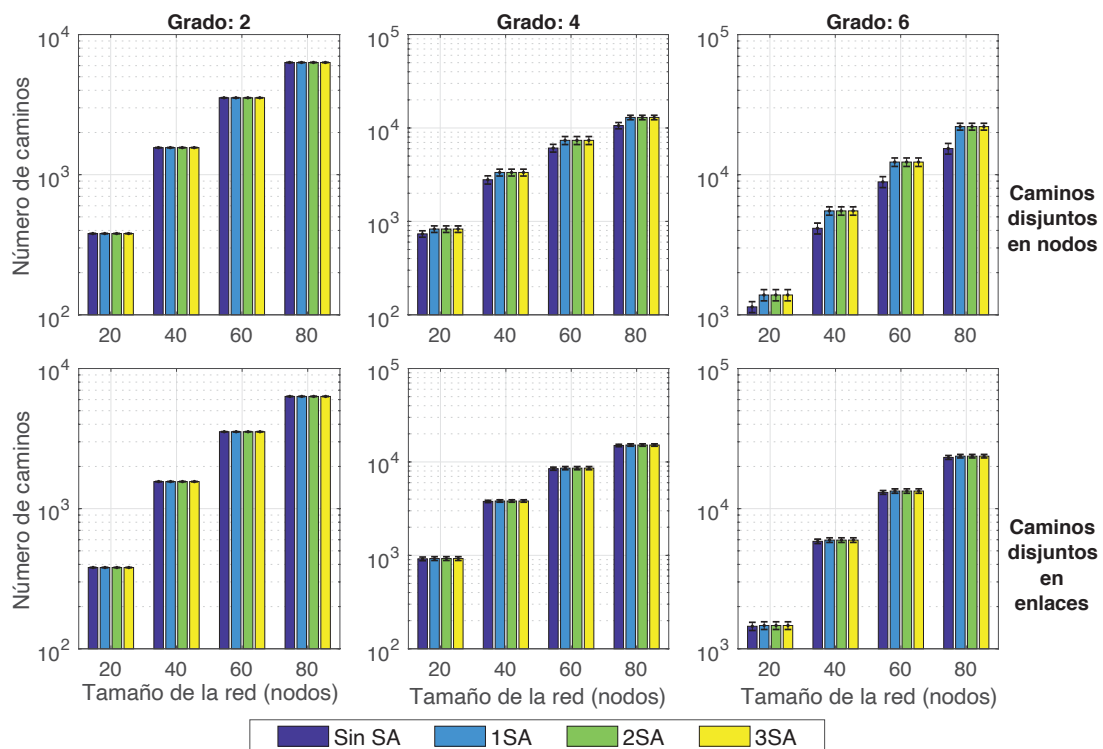 Grado: 2
Grado: 4
Grado: 6
Número de caminos
10^4
10^3
10^2
20 40 60 80
10^5
10^4
10^3
10^2
20 40 60 80
10^5
10^4
10^3
20 40 60 80
Caminos
disjuntos
en nodos
Número de caminos
10^4
10^3
10^2
20 40 60 80
Tamaño de la red (nodos)
10^5
10^4
10^3
10^2
20 40 60 80
Tamaño de la red (nodos)
10^5
10^4
10^3
20 40 60 80
Tamaño de la red (nodos)
Caminos
disjuntos
en
enlaces
Sin SA 1SA 2SA 3SA